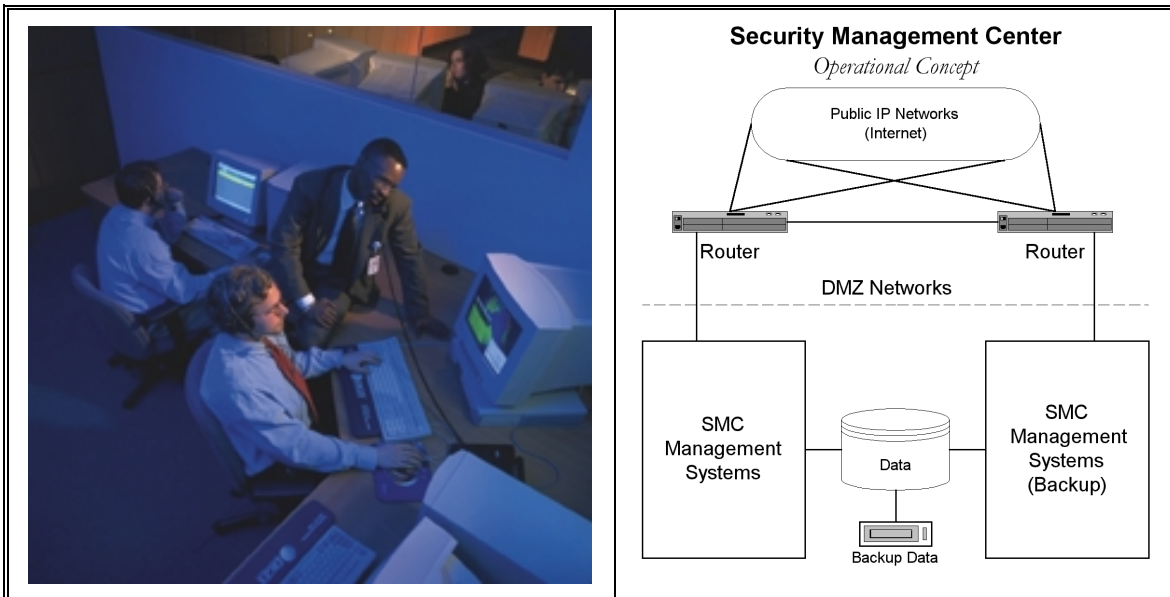 Security Management Center
Operational Concept
Public IP Networks
(Internet)
Router
Router
DMZ Networks
SMC
Management
Systems
Data
SMC
Management
Systems
(Backup)
Backup Data